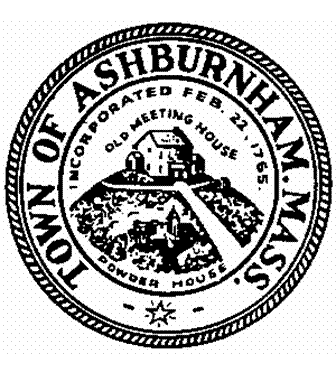 TOWN OF ASHBURNHAM. MASS.
INCORPORATED FEB. 22, 1765.
OLD MEETING HOUSE
POWDER HOUSE